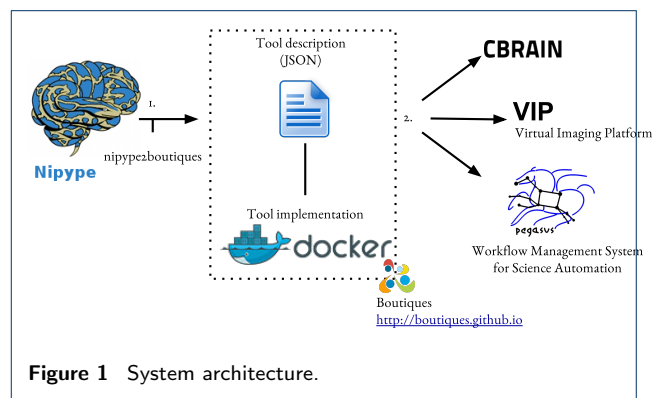 Tool description
(JSON)
1.
nipype2boutiques
Nipype
Tool implementation
docker
Boutiques
http://boutiques.github.io
2.
CBRAIN
VIP
Virtual Imaging Platform
pegasus
Workflow Management System
for Science Automation
Figure 1 System architecture.